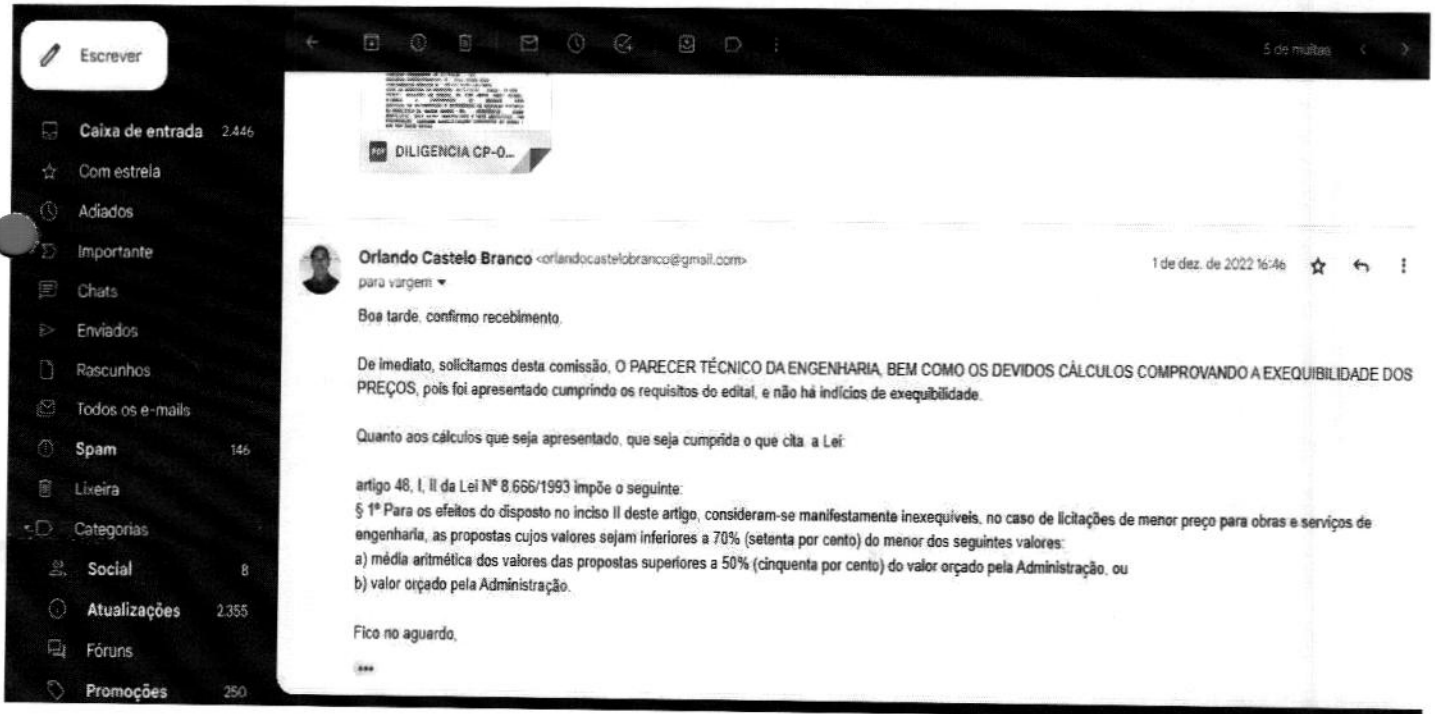 Escrever
5 de muitas
Caixa de entrada 2.446
Com estrela
Adiados
Importante
Chats
Enviados
Rascunhos
Todos os e-mails
Spam 146
Lixeira
Categorias
Social 8
Atualizações 2.355
Fóruns
Promoções 250
PDF DILIGENCIA CP-0...
Orlando Castelo Branco <orlandocastelobranco@gmail.com>
1 de dez. de 2022 16:46
para vargem
Boa tarde, confirmo recebimento.
De imediato, solicitamos desta comissão, O PARECER TÉCNICO DA ENGENHARIA, BEM COMO OS DEVIDOS CÁLCULOS COMPROVANDO A EXEQUIBILIDADE DOS
PREÇOS, pois foi apresentado cumprindo os requisitos do edital, e não há indícios de exequibilidade.
Quanto aos cálculos que seja apresentado, que seja cumprida o que cita a Lei:
artigo 48, I, II da Lei Nº 8.666/1993 impõe o seguinte:
§ 1º Para os efeitos do disposto no inciso II deste artigo, consideram-se manifestamente inexequíveis, no caso de licitações de menor preço para obras e serviços de
engenharia, as propostas cujos valores sejam inferiores a 70% (setenta por cento) do menor dos seguintes valores:
a) média aritmética dos valores das propostas superiores a 50% (cinquenta por cento) do valor orçado pela Administração, ou
b) valor orçado pela Administração.
Fico no aguardo,